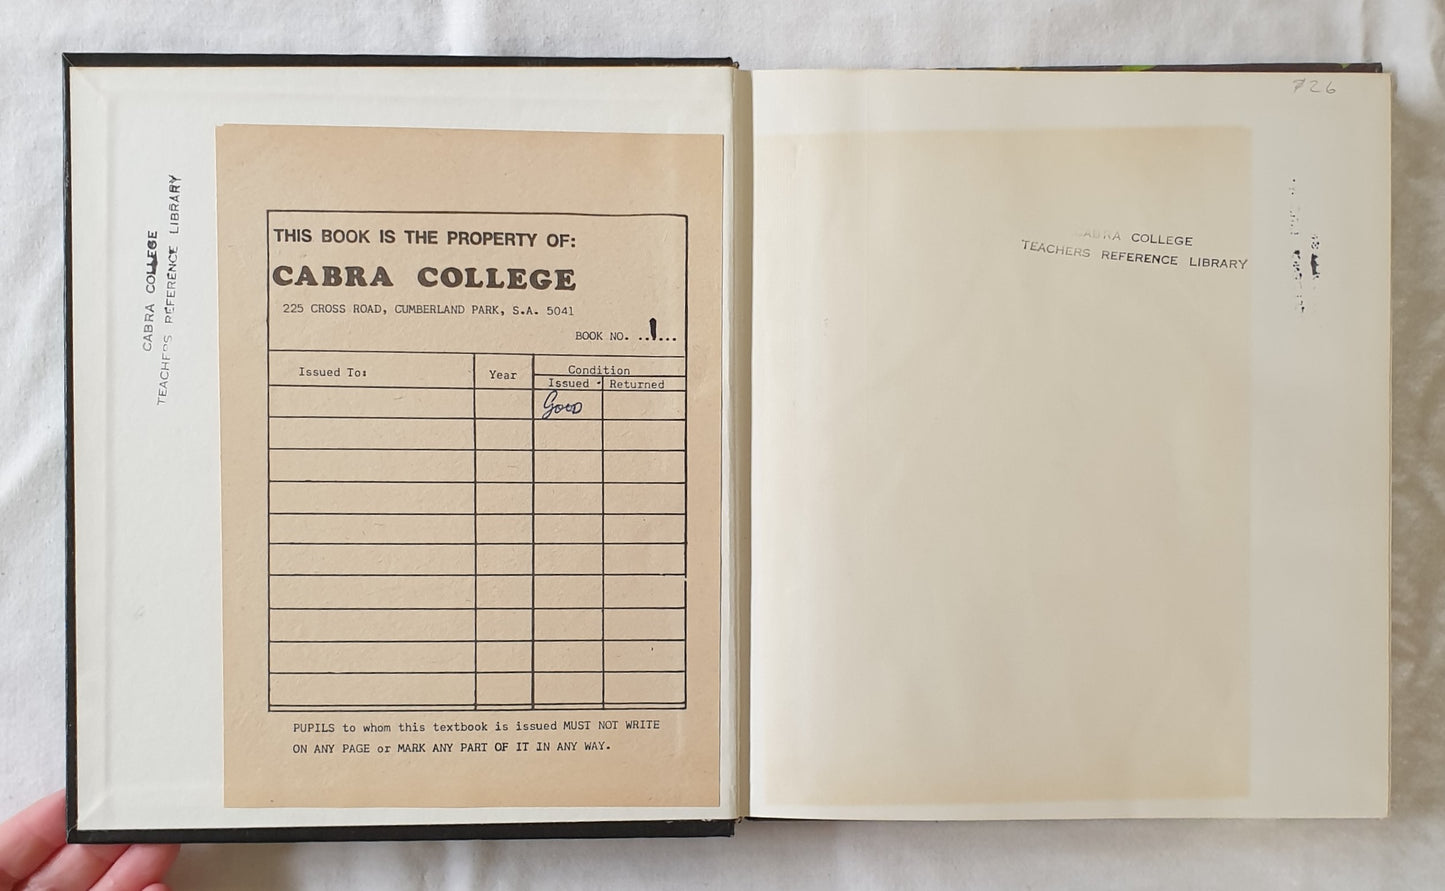 CABRA COLLEGE
TEACHERS REFERENCE LIBRARY
THIS BOOK IS THE PROPERTY OF:
CABRA COLLEGE
225 CROSS ROAD, CUMBERLAND PARK, S.A. 5041
BOOK NO. ..1...
Issued To: Year Condition
Issued Returned
Good
PUPILS to whom this textbook is issued MUST NOT WRITE
ON ANY PAGE or MARK ANY PART OF IT IN ANY WAY.
726
CABRA COLLEGE
TEACHERS REFERENCE LIBRARY